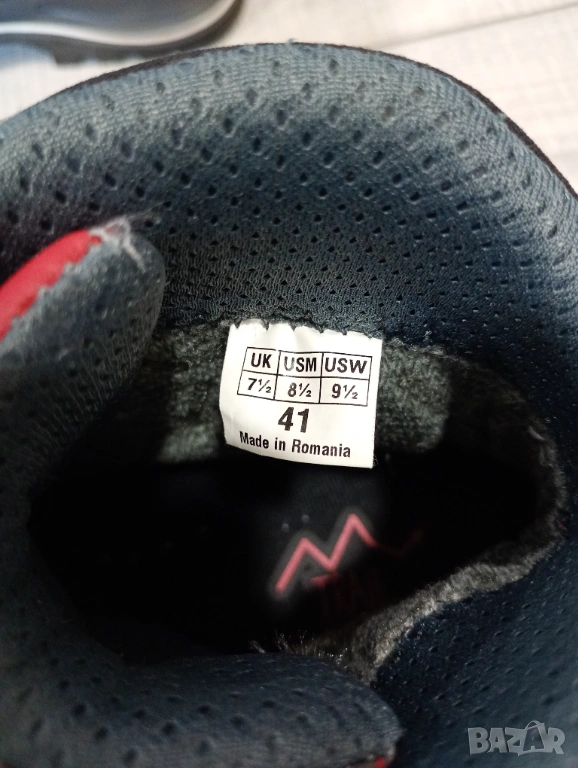 UK USM USW
7½ 8½ 9½
41
Made in Romania
BAZAR